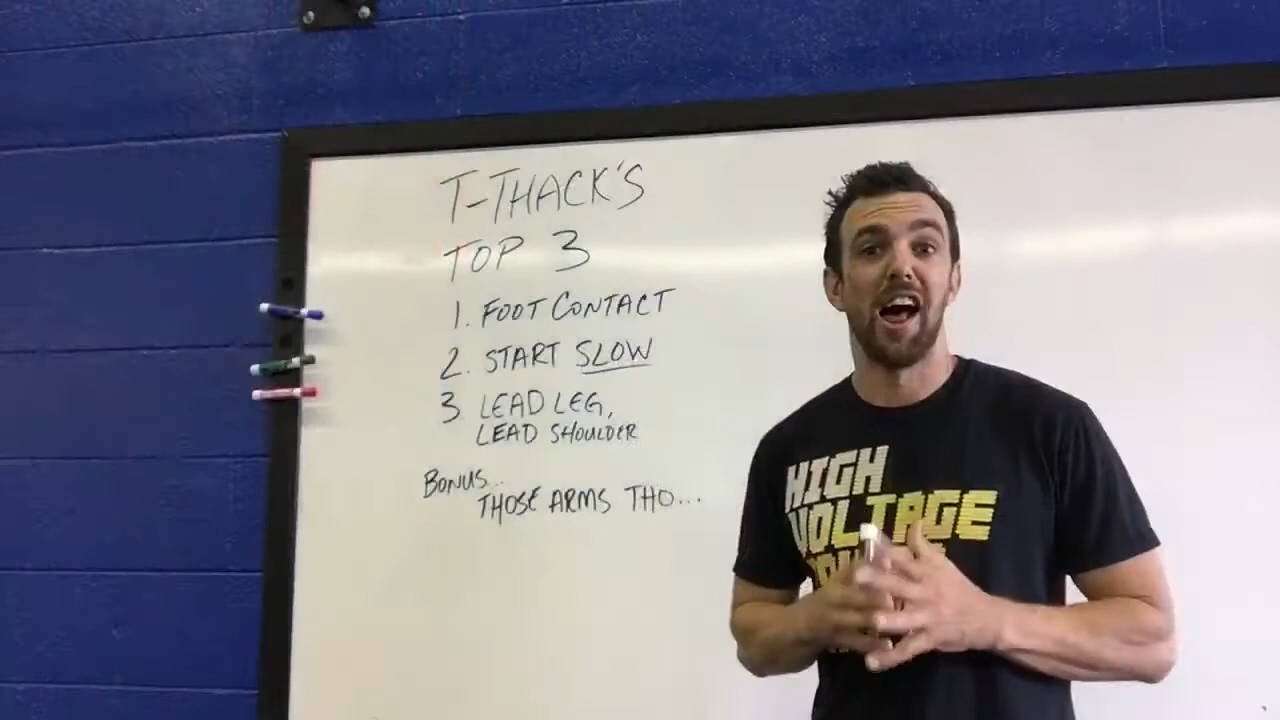 T-THACK'S
TOP 3
1. FOOT CONTACT
2. START SLOW
3 LEAD LEG,
LEAD SHOULDER
BONUS...
THOSE ARMS THO...
HIGH
VOLTAGE